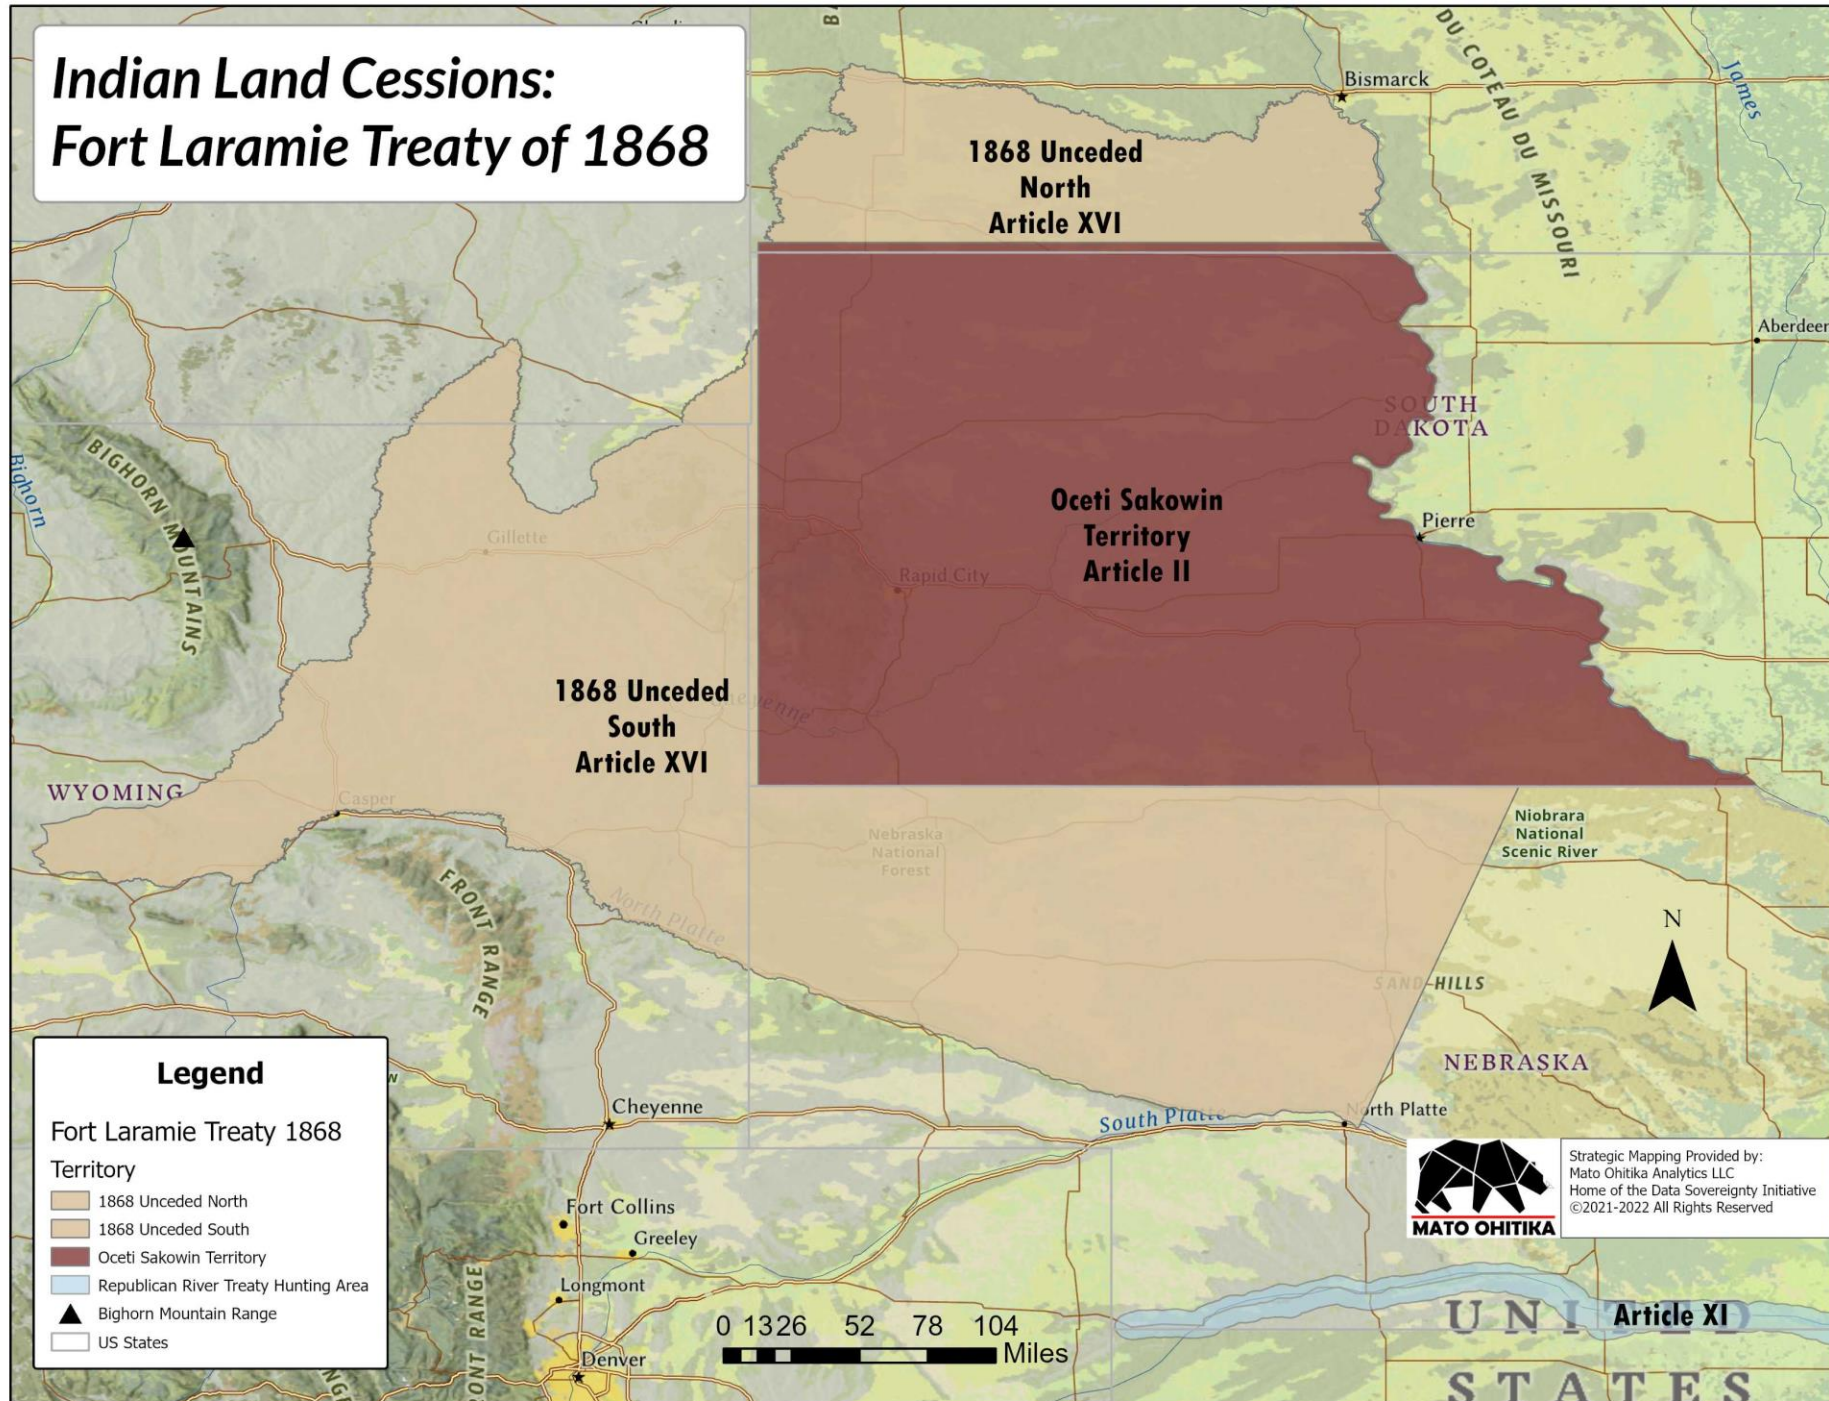 Indian Land Cessions:
Fort Laramie Treaty of 1868
Bismarck
DU COTEAU DU MISSOURI
James
1868 Unceded
North
Article XVI
Aberdeen
SOUTH
DAKOTA
BIGHORN MOUNTAINS
Bighorn
Gillette
Oceti Sakowin
Territory
Article II
Pierre
Rapid City
1868 Unceded
South
Article XVI
Cheyenne
WYOMING
Casper
Nebraska
National
Forest
Niobrara
National
Scenic River
FRONT RANGE
North Platte
N
SAND HILLS
NEBRASKA
Legend
Fort Laramie Treaty 1868
Territory
1868 Unceded North
1868 Unceded South
Oceti Sakowin Territory
Republican River Treaty Hunting Area
Bighorn Mountain Range
US States
Cheyenne
South Platte
North Platte
MATO OHITIKA
Strategic Mapping Provided by:
Mato Ohitika Analytics LLC
Home of the Data Sovereignty Initiative
©2021-2022 All Rights Reserved
Fort Collins
Greeley
Longmont
FRONT RANGE
Denver
0 13 26 52 78 104
Miles
Article XI
UNITED
STATES